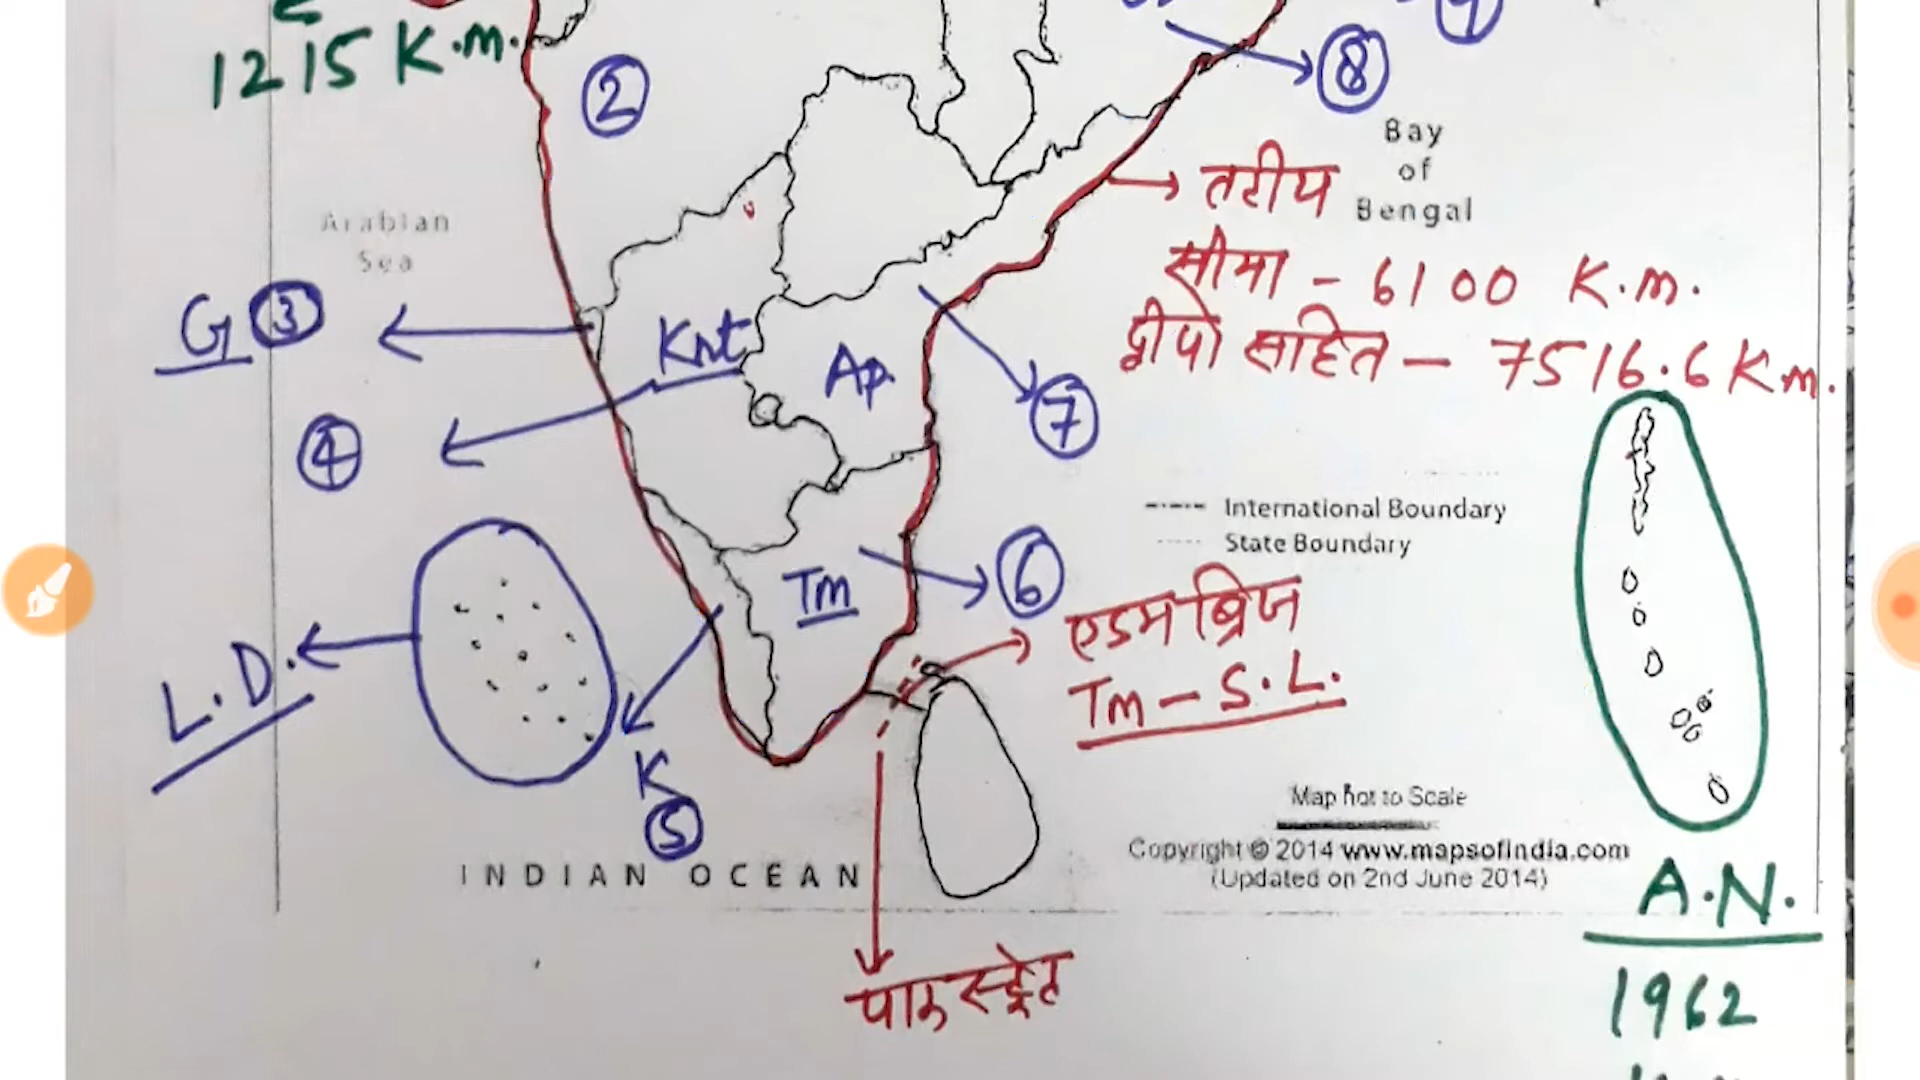 1215 K.m.
2
8
Bay
of
Bengal
Arabian
Sea
तटीय
सीमा - 6100 K.m.
द्वीपो सहित - 7516.6 K.m.
G 3
Knt
Ap.
4
7
International Boundary
State Boundary
Tm
6
एडम ब्रिज
Tm - S.L.
L.D.
K
5
Map not to Scale
Copyright © 2014 www.mapsofindia.com
(Updated on 2nd June 2014)
INDIAN OCEAN
A.N.
1962
पाक स्ट्रेट